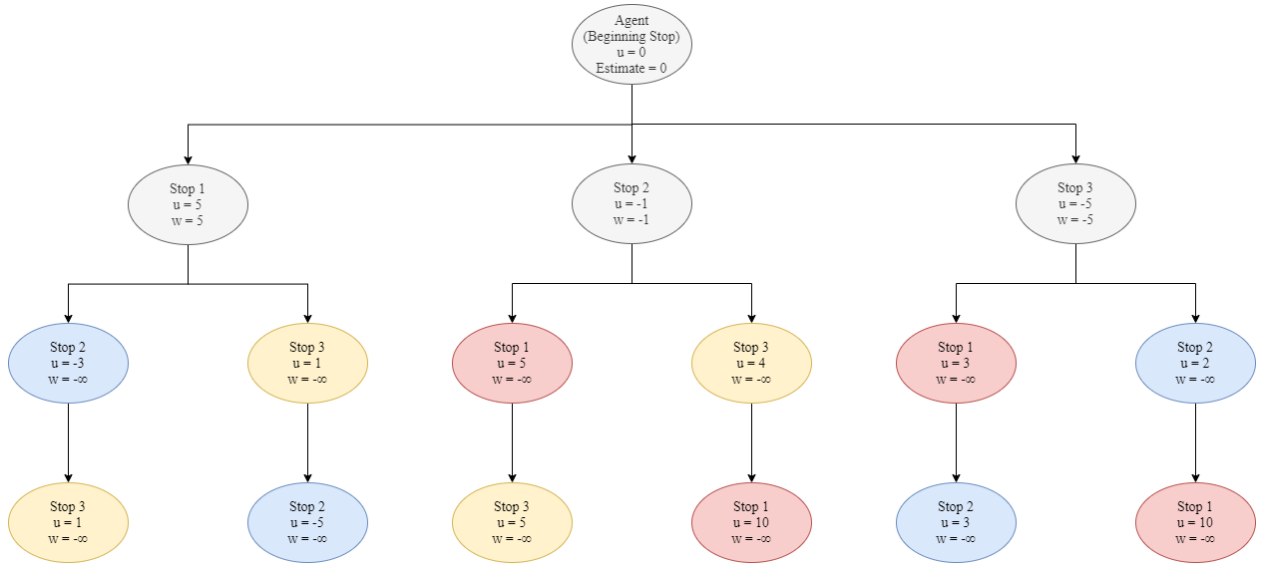 Agent
(Beginning Stop)
u = 0
Estimate = 0
Stop 1
u = 5
w = 5
Stop 2
u = -1
w = -1
Stop 3
u = -5
w = -5
Stop 2
u = -3
w = -∞
Stop 3
u = 1
w = -∞
Stop 1
u = 5
w = -∞
Stop 3
u = 4
w = -∞
Stop 1
u = 3
w = -∞
Stop 2
u = 2
w = -∞
Stop 3
u = 1
w = -∞
Stop 2
u = -5
w = -∞
Stop 3
u = 5
w = -∞
Stop 1
u = 10
w = -∞
Stop 2
u = 3
w = -∞
Stop 1
u = 10
w = -∞